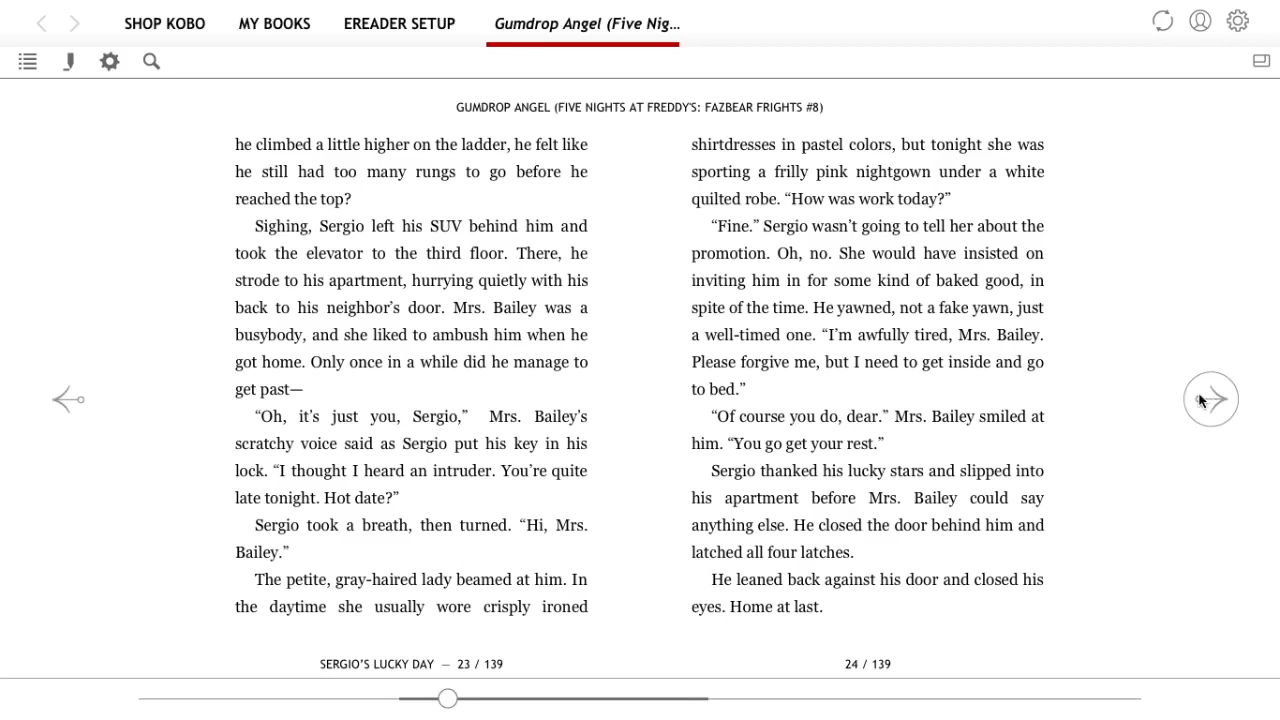 SHOP KOBO
MY BOOKS
EREADER SETUP
Gumdrop Angel (Five Nig...
GUMDROP ANGEL (FIVE NIGHTS AT FREDDY'S: FAZBEAR FRIGHTS #8)
he climbed a little higher on the ladder, he felt like
he still had too many rungs to go before he
reached the top?
Sighing, Sergio left his SUV behind him and
took the elevator to the third floor. There, he
strode to his apartment, hurrying quietly with his
back to his neighbor’s door. Mrs. Bailey was a
busybody, and she liked to ambush him when he
got home. Only once in a while did he manage to
get past—
“Oh, it’s just you, Sergio,” Mrs. Bailey’s
scratchy voice said as Sergio put his key in his
lock. “I thought I heard an intruder. You’re quite
late tonight. Hot date?”
Sergio took a breath, then turned. “Hi, Mrs.
Bailey.”
The petite, gray-haired lady beamed at him. In
the daytime she usually wore crisply ironed
shirtdresses in pastel colors, but tonight she was
sporting a frilly pink nightgown under a white
quilted robe. “How was work today?”
“Fine.” Sergio wasn’t going to tell her about the
promotion. Oh, no. She would have insisted on
inviting him in for some kind of baked good, in
spite of the time. He yawned, not a fake yawn, just
a well-timed one. “I’m awfully tired, Mrs. Bailey.
Please forgive me, but I need to get inside and go
to bed.”
“Of course you do, dear.” Mrs. Bailey smiled at
him. “You go get your rest.”
Sergio thanked his lucky stars and slipped into
his apartment before Mrs. Bailey could say
anything else. He closed the door behind him and
latched all four latches.
He leaned back against his door and closed his
eyes. Home at last.
SERGIO'S LUCKY DAY — 23 / 139
24 / 139